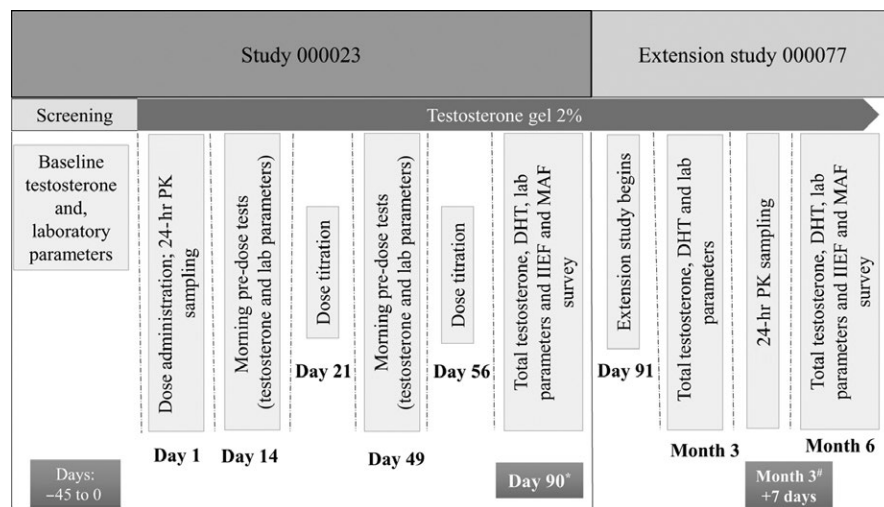 Study 000023
Extension study 000077
Screening
Testosterone gel 2%
Baseline
testosterone
and,
laboratory
parameters
Days:
−45 to 0
Dose administration; 24-hr PK
sampling
Day 1
Morning pre-dose tests
(testosterone and lab parameters)
Day 14
Dose titration
Day 21
Morning pre-dose tests
(testosterone and lab parameters)
Day 49
Dose titration
Day 56
Total testosterone, DHT, lab
parameters and IIEF and MAF
survey
Day 90*
Extension study begins
Day 91
Total testosterone, DHT and lab
parameters
Month 3
24-hr PK sampling
Month 3#
+7 days
Total testosterone, DHT, lab
parameters and IIEF and MAF
survey
Month 6